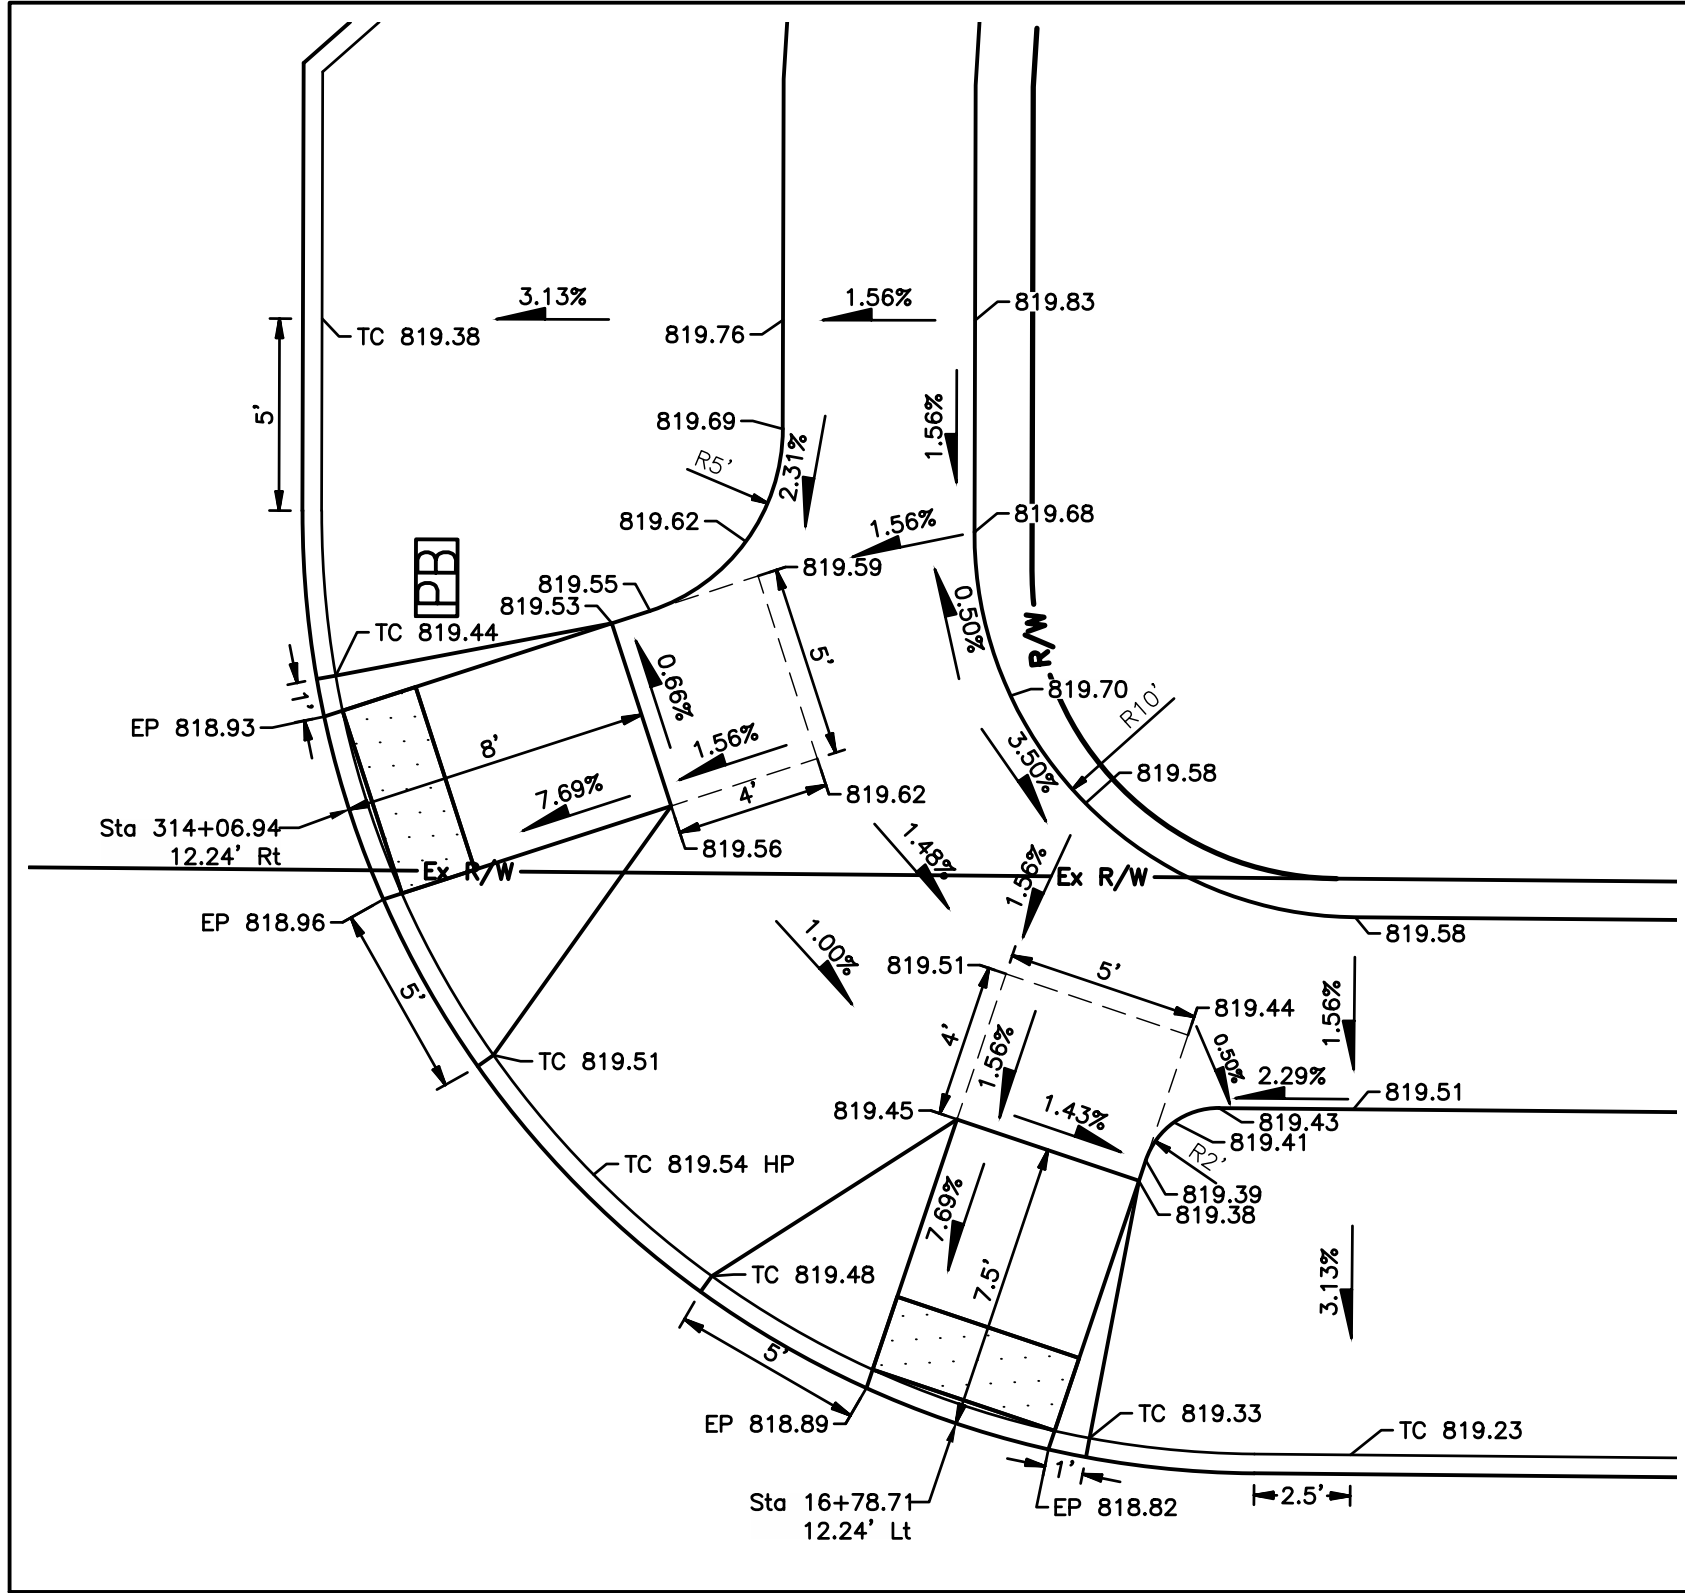 3.13%
1.56%
819.83
TC 819.38
819.76
5'
819.69
1.56%
2.31%
R5'
819.62
1.56%
819.68
PB
819.55
819.59
819.53
0.50%
TC 819.44
R/W
5'
0.66%
819.70
R10'
1'
EP 818.93
8'
1.56%
3.50%
819.58
7.69%
4'
819.62
Sta 314+06.94
12.24' Rt
819.56
1.48%
1.56%
Ex R/W
Ex R/W
EP 818.96
819.58
1.00%
819.51
5'
5'
819.44
1.56%
4'
1.56%
0.50%
TC 819.51
2.29%
819.51
819.45
1.43%
819.43
819.41
R2'
TC 819.54 HP
819.39
819.38
7.69%
TC 819.48
7.5'
3.13%
5'
EP 818.89
TC 819.33
TC 819.23
1'
2.5'
Sta 16+78.71
12.24' Lt
EP 818.82